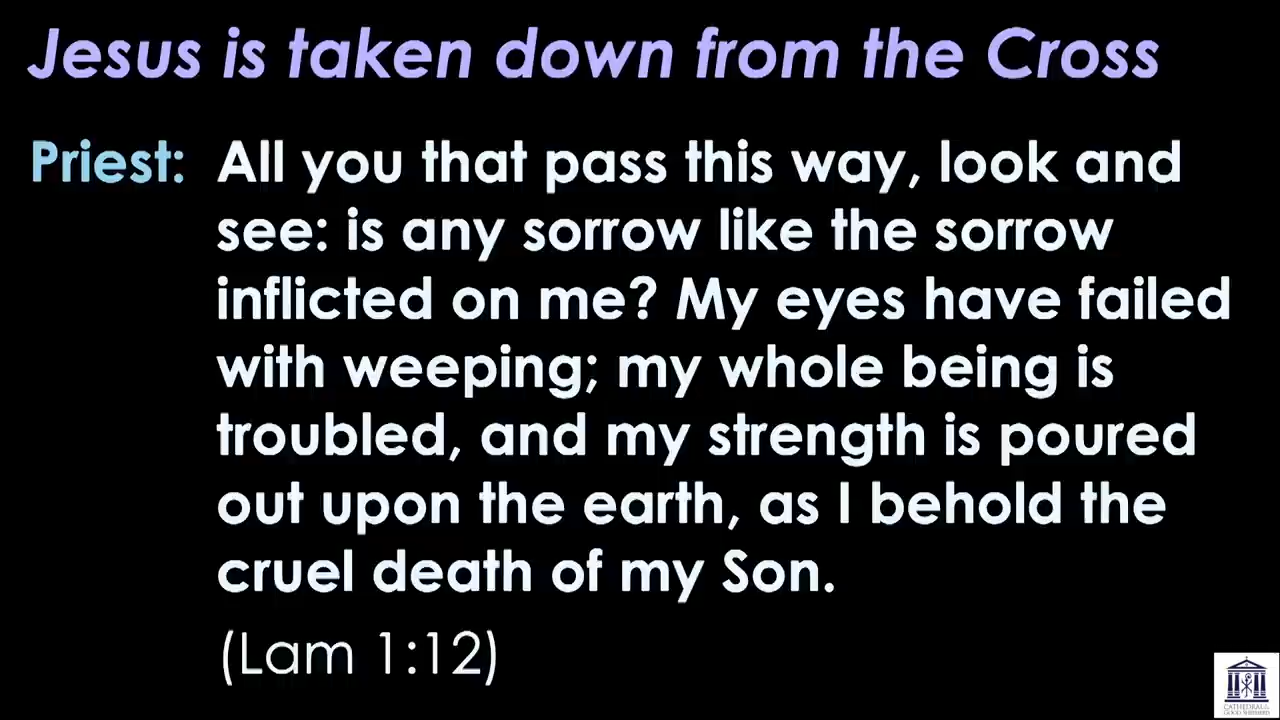 Jesus is taken down from the Cross
Priest: All you that pass this way, look and
see: is any sorrow like the sorrow
inflicted on me? My eyes have failed
with weeping; my whole being is
troubled, and my strength is poured
out upon the earth, as I behold the
cruel death of my Son.
(Lam 1:12)
GOOD SHEPHERD